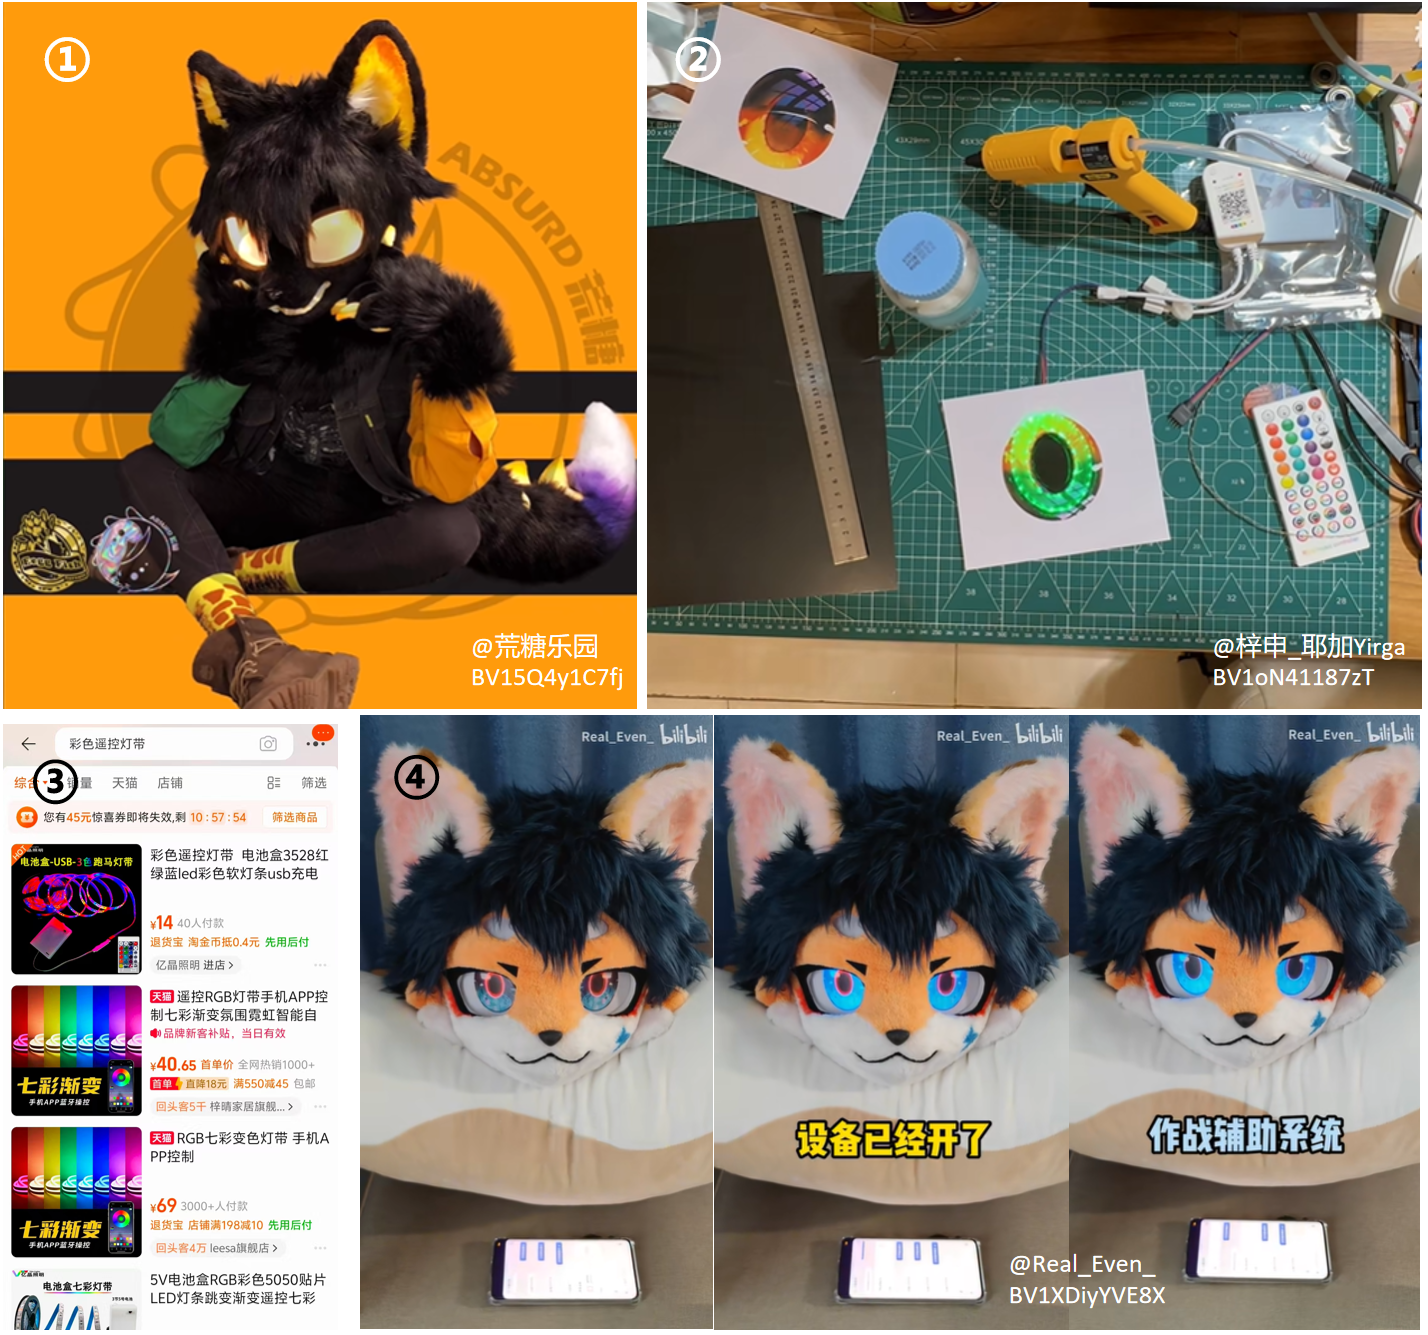 ①
ABSURD 荒糖
@荒糖乐园
BV15Q4y1C7fj
②
@梓申_耶加Yirga
BV1oN41187zT
③
彩色遥控灯带
综合 销量 天猫 店铺 筛选
您有45元惊喜券即将失效,剩 10:57:54 筛选商品
HOT
电池盒-USB-3色跑马灯带
彩色遥控灯带 电池盒3528红
绿蓝led彩色软灯条usb充电
¥14 40人付款
退货宝 淘金币抵0.4元 先用后付
亿晶照明 进店>
七彩渐变
手机APP蓝牙操控
天猫 遥控RGB灯带手机APP控
制七彩渐变氛围霓虹智能自
品牌新客补贴，当日有效
¥40.65 首单价 全网热销1000+
首单 直降18元 满550减45 包邮
回头客5千 梓晴家居旗舰...>
七彩渐变
手机APP蓝牙操控
天猫 RGB七彩变色灯带 手机A
PP控制
¥69 3000+人付款
退货宝 店铺满198减10 先用后付
回头客4万 leesa旗舰店>
亿晶照明
电池盒七彩灯带
5V电池盒RGB彩色5050贴片
LED灯条跳变渐变遥控七彩
④
Real_Even_ bilibili
Real_Even_ bilibili
Real_Even_ bilibili
设备已经开了
作战辅助系统
@Real_Even_
BV1XDiyYVE8X